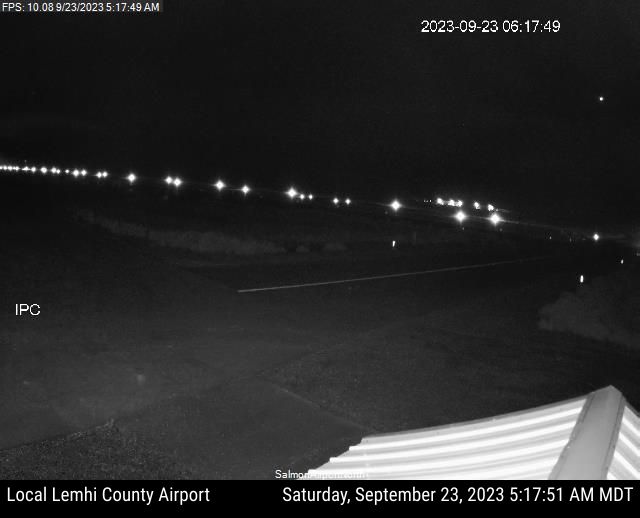 FPS: 10.08 9/23/2023 5:17:49 AM
2023-09-23 06:17:49
IPC
SalmonAirportNorth
Local Lemhi County Airport Saturday, September 23, 2023 5:17:51 AM MDT